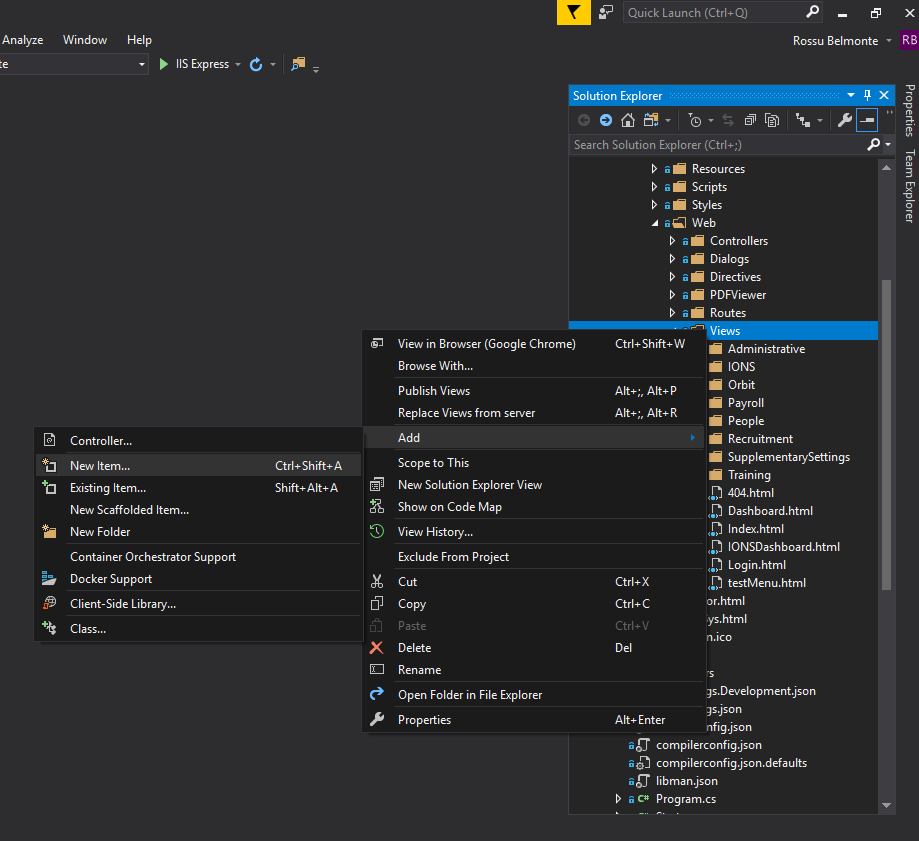 Quick Launch (Ctrl+Q)
Analyze Window Help
Rossu Belmonte RB
te IIS Express
Solution Explorer
Properties
Team Explorer
Search Solution Explorer (Ctrl+;)
Resources
Scripts
Styles
Web
Controllers
Dialogs
Directives
PDFViewer
Routes
Views
Administrative
IONS
Orbit
Payroll
People
Recruitment
SupplementarySettings
Training
404.html
Dashboard.html
Index.html
IONSDashboard.html
Login.html
testMenu.html
or.html
sys.html
n.ico
rs
gs.Development.json
gs.json
nfig.json
compilerconfig.json
compilerconfig.json.defaults
libman.json
C# Program.cs
View in Browser (Google Chrome) Ctrl+Shift+W
Browse With...
Publish Views Alt+;, Alt+P
Replace Views from server Alt+;, Alt+R
Add
Scope to This
New Solution Explorer View
Show on Code Map
View History...
Exclude From Project
Cut Ctrl+X
Copy Ctrl+C
Paste Ctrl+V
Delete Del
Rename
Open Folder in File Explorer
Properties Alt+Enter
Controller...
New Item... Ctrl+Shift+A
Existing Item... Shift+Alt+A
New Scaffolded Item...
New Folder
Container Orchestrator Support
Docker Support
Client-Side Library...
Class...